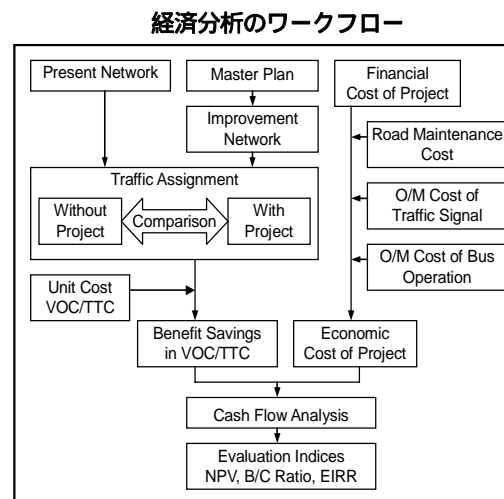 経済分析のワークフロー
Present Network
Master Plan
Financial
Cost of Project
Improvement
Network
Road Maintenance
Cost
Traffic Assignment
Without
Project
Comparison
With
Project
O/M Cost of
Traffic Signal
O/M Cost of Bus
Operation
Unit Cost
VOC/TTC
Benefit Savings
in VOC/TTC
Economic
Cost of Project
Cash Flow Analysis
Evaluation Indices
NPV, B/C Ratio, EIRR